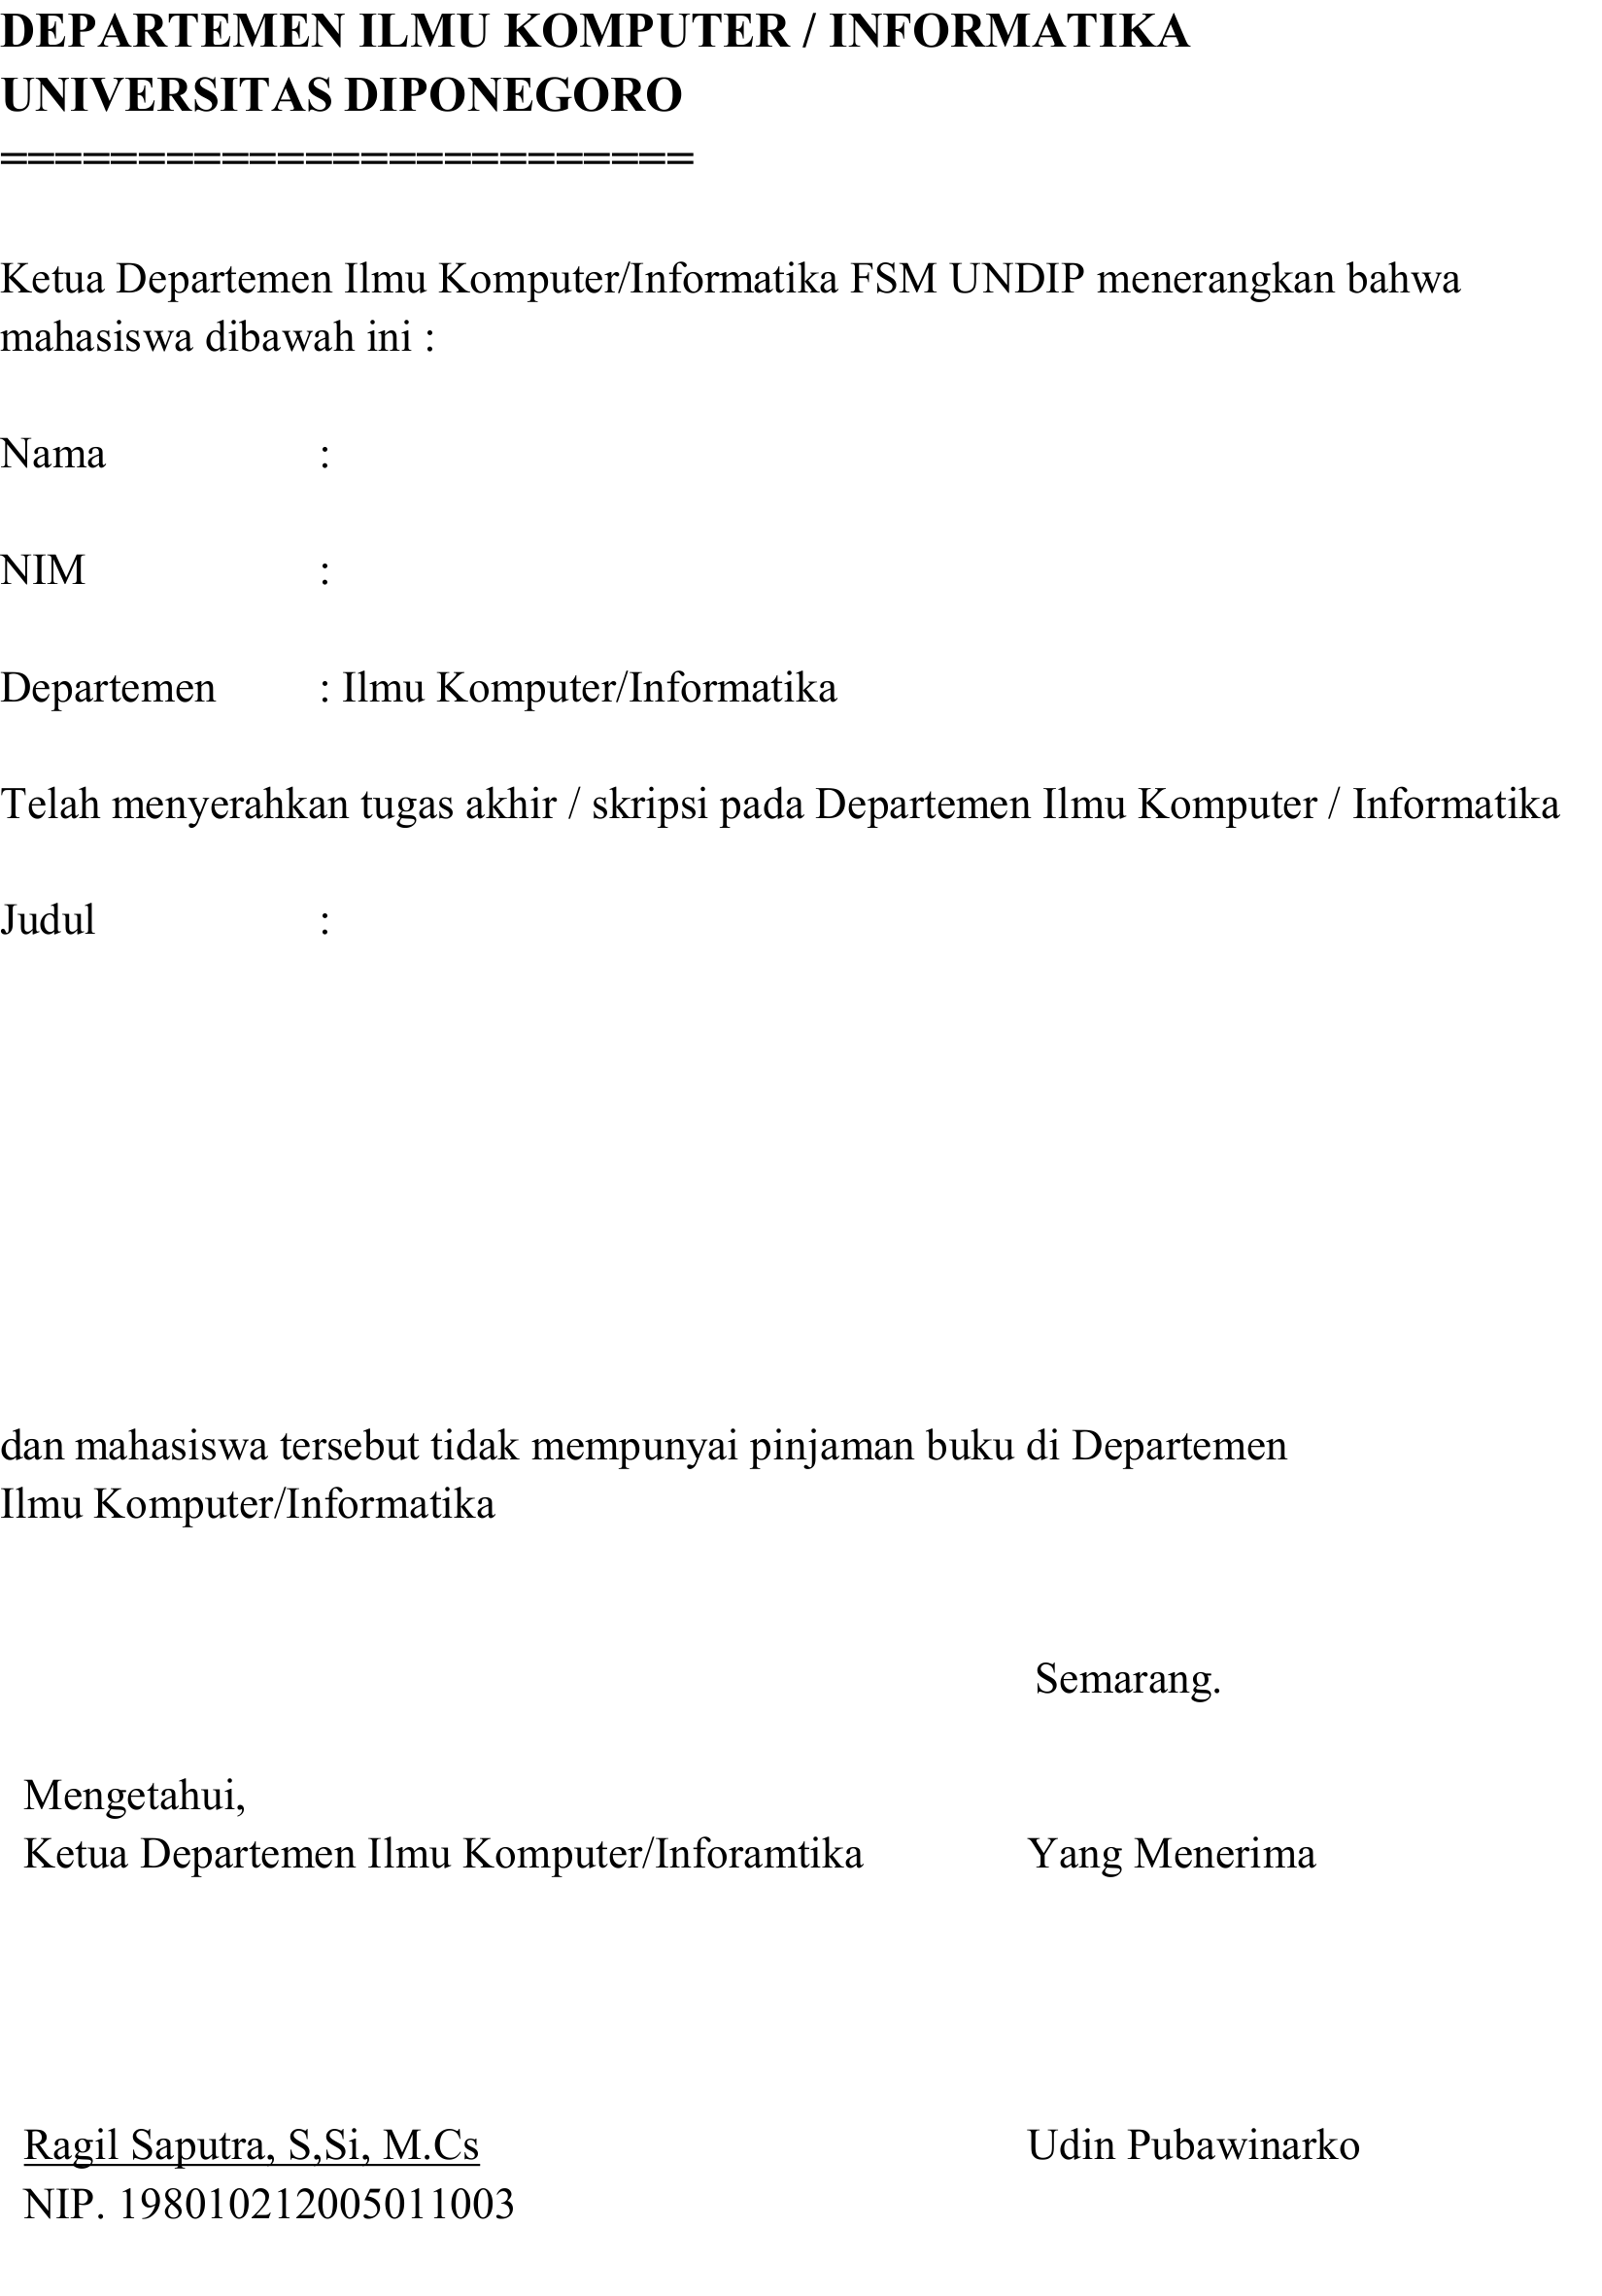 DEPARTEMEN ILMU KOMPUTER / INFORMATIKA
UNIVERSITAS DIPONEGORO
=========================
Ketua Departemen Ilmu Komputer/Informatika FSM UNDIP menerangkan bahwa
mahasiswa dibawah ini :
Nama :
NIM :
Departemen : Ilmu Komputer/Informatika
Telah menyerahkan tugas akhir / skripsi pada Departemen Ilmu Komputer / Informatika
Judul :
dan mahasiswa tersebut tidak mempunyai pinjaman buku di Departemen
Ilmu Komputer/Informatika
Semarang.
Mengetahui,
Ketua Departemen Ilmu Komputer/Inforamtika Yang Menerima
Ragil Saputra, S,Si, M.Cs Udin Pubawinarko
NIP. 198010212005011003